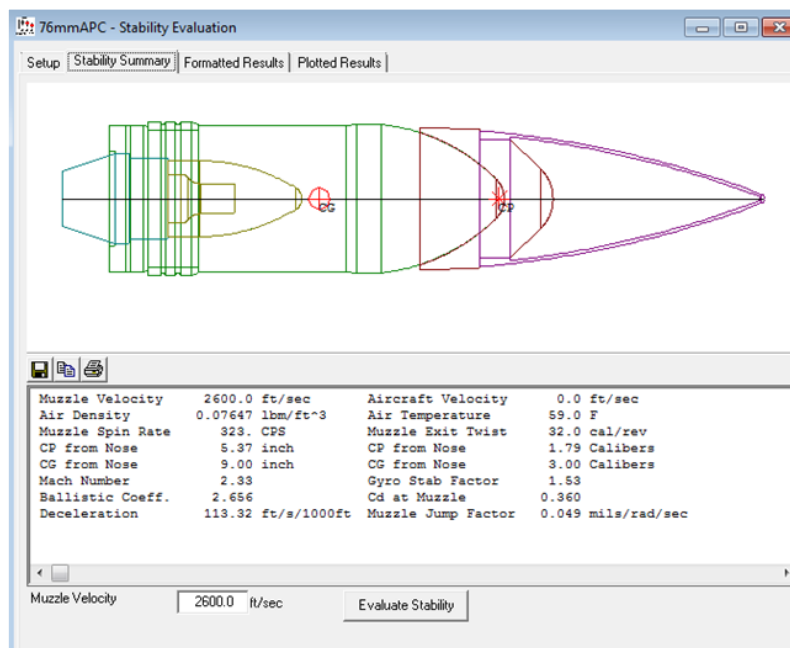 76mmAPC - Stability Evaluation
Setup Stability Summary Formatted Results Plotted Results
CG CP
Muzzle Velocity 2600.0 ft/sec Aircraft Velocity 0.0 ft/sec
Air Density 0.07647 lbm/ft^3 Air Temperature 59.0 F
Muzzle Spin Rate 323. CPS Muzzle Exit Twist 32.0 cal/rev
CP from Nose 5.37 inch CP from Nose 1.79 Calibers
CG from Nose 9.00 inch CG from Nose 3.00 Calibers
Mach Number 2.33 Gyro Stab Factor 1.53
Ballistic Coeff. 2.656 Cd at Muzzle 0.360
Deceleration 113.32 ft/s/1000ft Muzzle Jump Factor 0.049 mils/rad/sec
Muzzle Velocity 2600.0 ft/sec Evaluate Stability